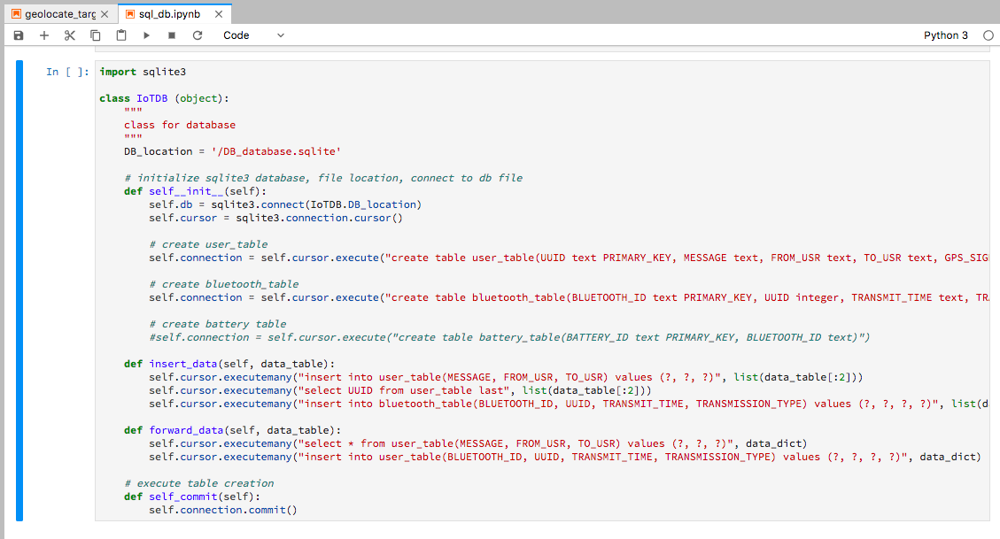 geolocate_targ
sql_db.ipynb
Code
Python 3
In [ ]:
import sqlite3
class IoTDB (object):
"""
class for database
"""
DB_location = '/DB_database.sqlite'
# initialize sqlite3 database, file location, connect to db file
def self__init__(self):
self.db = sqlite3.connect(IoTDB.DB_location)
self.cursor = sqlite3.connection.cursor()
# create user_table
self.connection = self.cursor.execute("create table user_table(UUID text PRIMARY_KEY, MESSAGE text, FROM_USR text, TO_USR text, GPS_SIG
# create bluetooth_table
self.connection = self.cursor.execute("create table bluetooth_table(BLUETOOTH_ID text PRIMARY_KEY, UUID integer, TRANSMIT_TIME text, TR
# create battery table
#self.connection = self.cursor.execute("create table battery_table(BATTERY_ID text PRIMARY_KEY, BLUETOOTH_ID text)")
def insert_data(self, data_table):
self.cursor.executemany("insert into user_table(MESSAGE, FROM_USR, TO_USR) values (?, ?, ?)", list(data_table[:2]))
self.cursor.executemany("select UUID from user_table last", list(data_table[:2]))
self.cursor.executemany("insert into bluetooth_table(BLUETOOTH_ID, UUID, TRANSMIT_TIME, TRANSMISSION_TYPE) values (?, ?, ?, ?)", list(d
def forward_data(self, data_table):
self.cursor.executemany("select * from user_table(MESSAGE, FROM_USR, TO_USR) values (?, ?, ?)", data_dict)
self.cursor.executemany("insert into user_table(BLUETOOTH_ID, UUID, TRANSMIT_TIME, TRANSMISSION_TYPE) values (?, ?, ?, ?)", data_dict)
# execute table creation
def self_commit(self):
self.connection.commit()